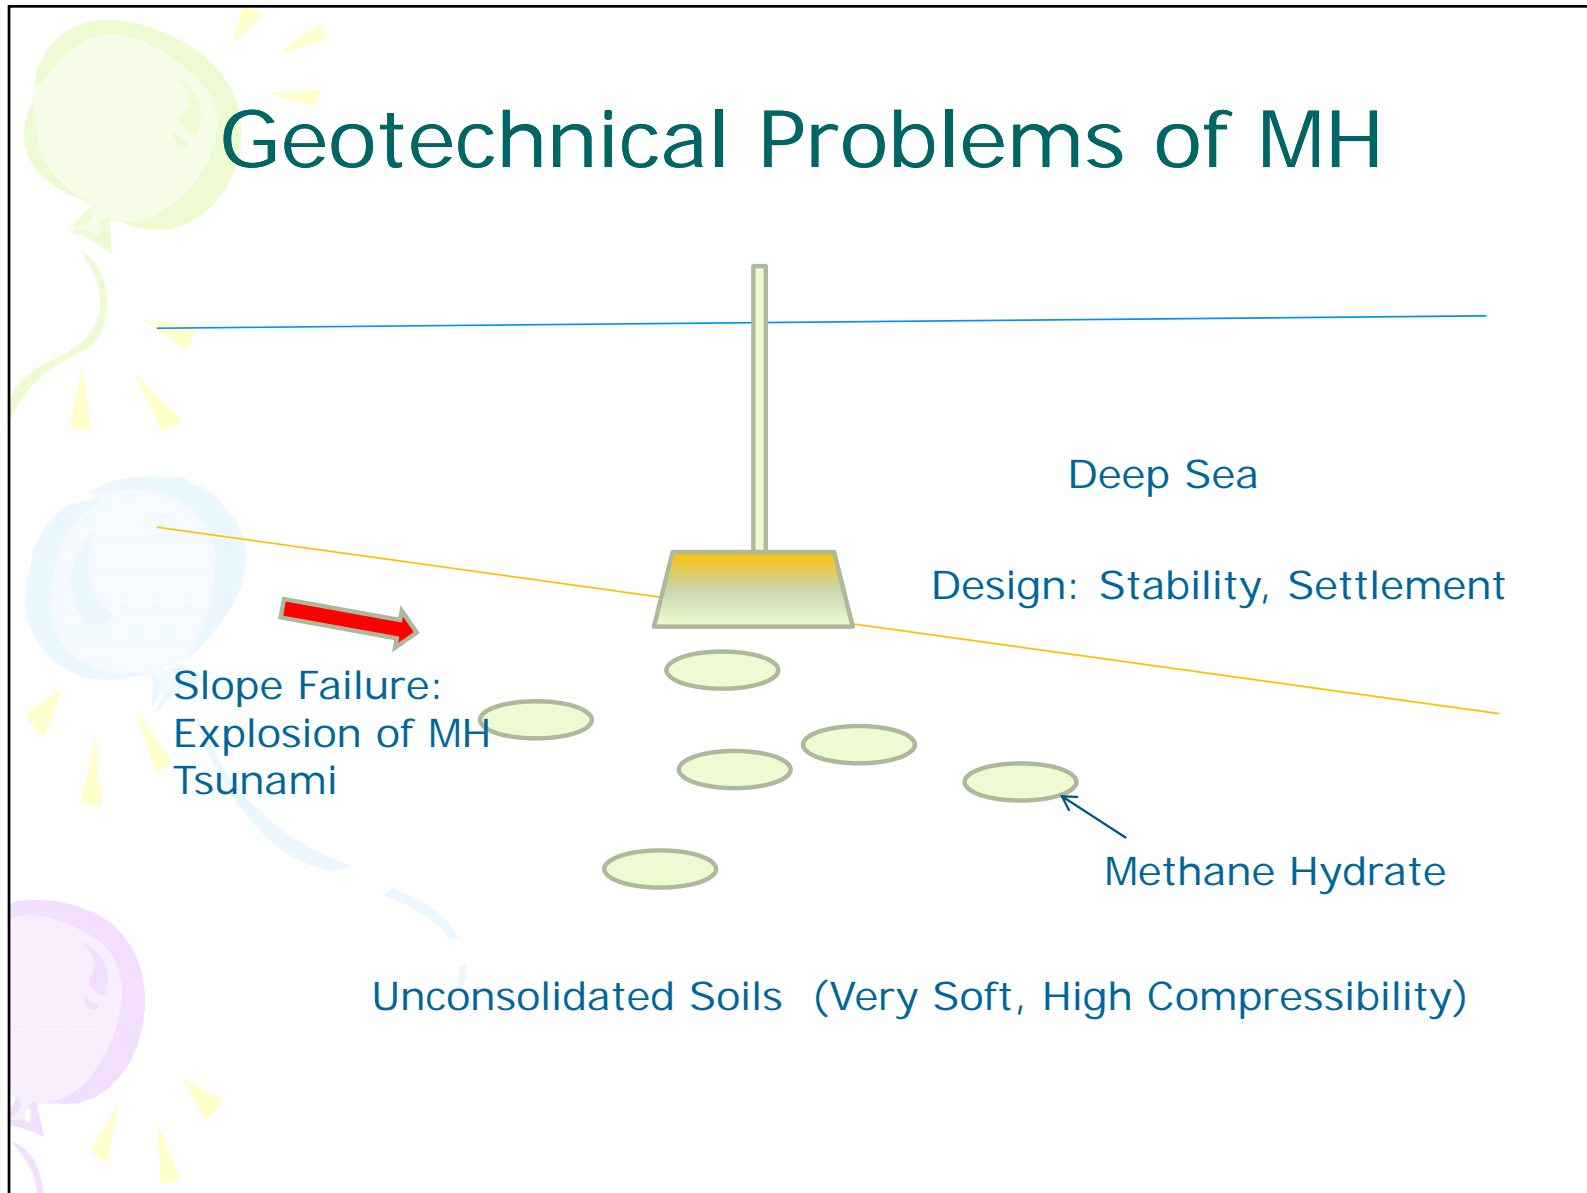 Geotechnical Problems of MH
Deep Sea
Design: Stability, Settlement
Slope Failure:
Explosion of MH
Tsunami
Methane Hydrate
Unconsolidated Soils  (Very Soft, High Compressibility)